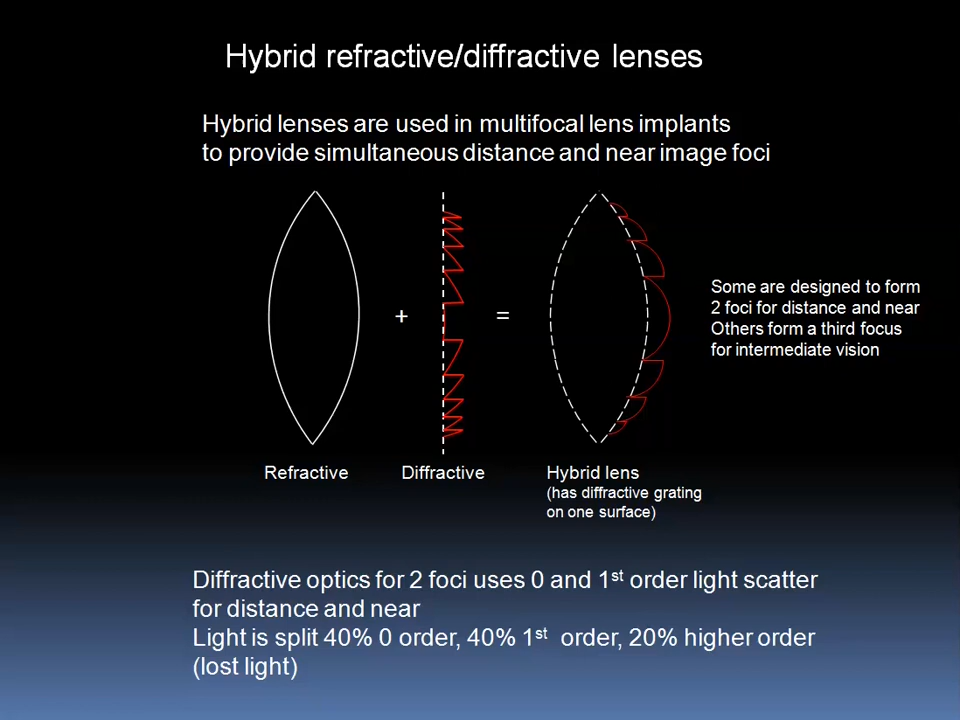 Hybrid refractive/diffractive lenses
Hybrid lenses are used in multifocal lens implants
to provide simultaneous distance and near image foci
+
=
Some are designed to form
2 foci for distance and near
Others form a third focus
for intermediate vision
Refractive
Diffractive
Hybrid lens
(has diffractive grating
on one surface)
Diffractive optics for 2 foci uses 0 and 1st order light scatter
for distance and near
Light is split 40% 0 order, 40% 1st order, 20% higher order
(lost light)